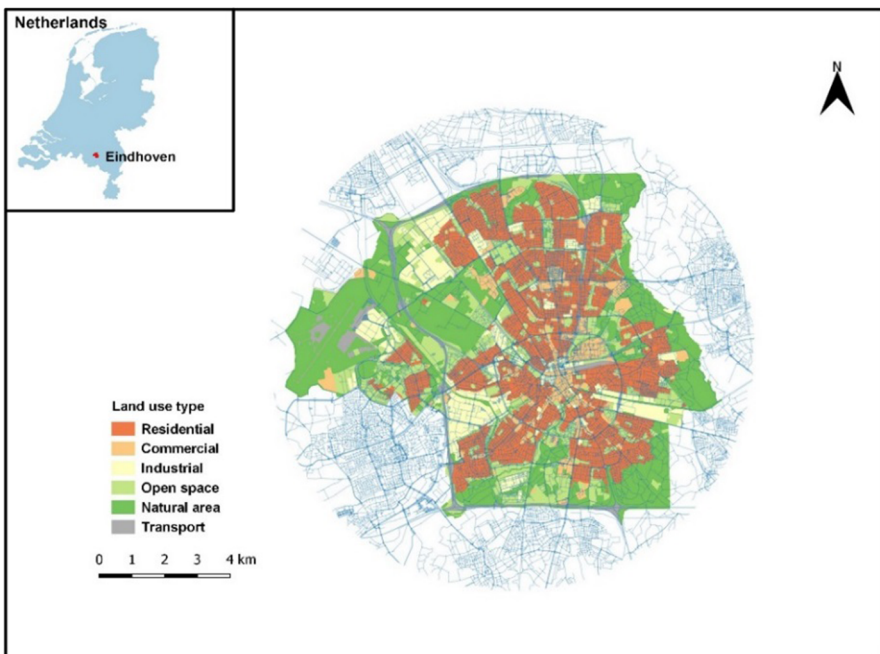 Netherlands
Eindhoven
N
Land use type
Residential
Commercial
Industrial
Open space
Natural area
Transport
0 1 2 3 4 km